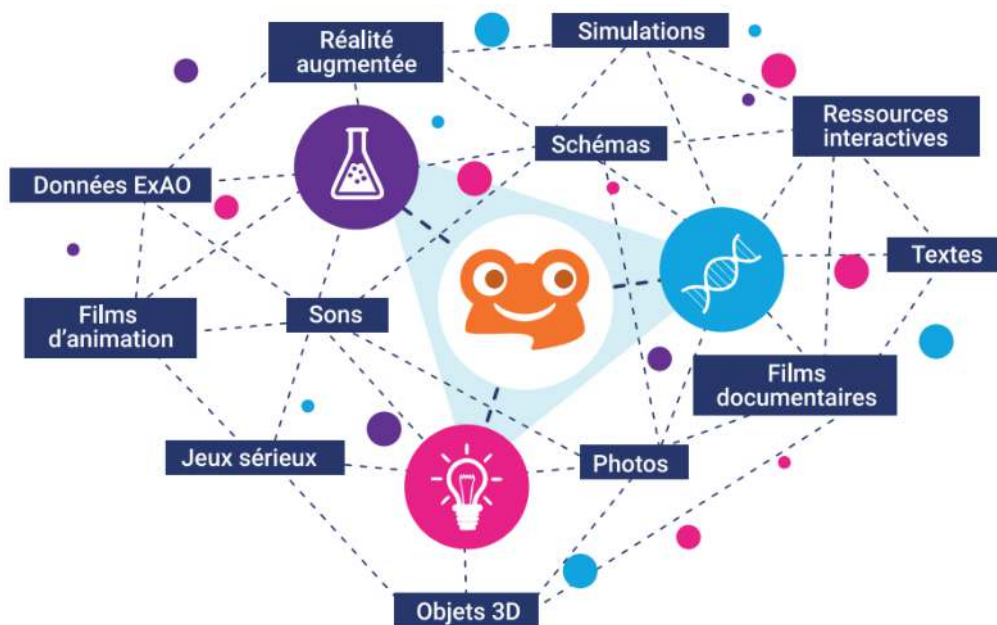 Réalité
augmentée
Simulations
Ressources
interactives
Schémas
Données ExAO
Textes
Films
d'animation
Sons
Films
documentaires
Jeux sérieux
Photos
Objets 3D